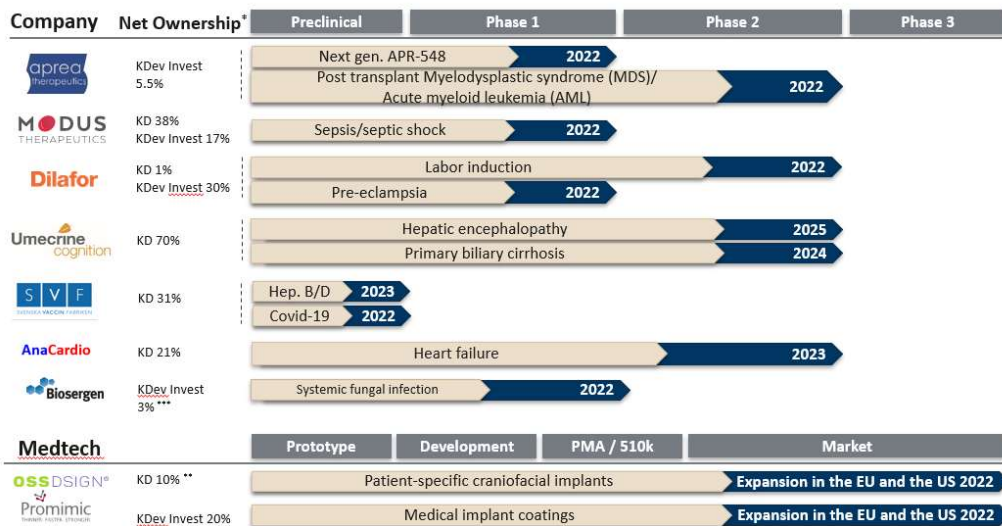 Company Net Ownership* Preclinical Phase 1 Phase 2 Phase 3
aprea
therapeutics
KDev Invest
5.5%
Next gen. APR-548 2022
Post transplant Myelodysplastic syndrome (MDS)/
Acute myeloid leukemia (AML) 2022
MODUS
THERAPEUTICS
KD 38%
KDev Invest 17%
Sepsis/septic shock 2022
Dilafor
KD 1%
KDev Invest 30%
Labor induction 2022
Pre-eclampsia 2022
Umecrine
cognition
KD 70%
Hepatic encephalopathy 2025
Primary biliary cirrhosis 2024
SVF
SVENSKA VACCIN FABRIKEN
KD 31%
Hep. B/D 2023
Covid-19 2022
AnaCardio KD 21% Heart failure 2023
Biosergen
KDev Invest
3% ***
Systemic fungal infection 2022
Medtech Prototype Development PMA / 510k Market
OSSDSIGN® KD 10% ** Patient-specific craniofacial implants Expansion in the EU and the US 2022
Promimic
THINNER. FASTER. STRONGER.
KDev Invest 20% Medical implant coatings Expansion in the EU and the US 2022